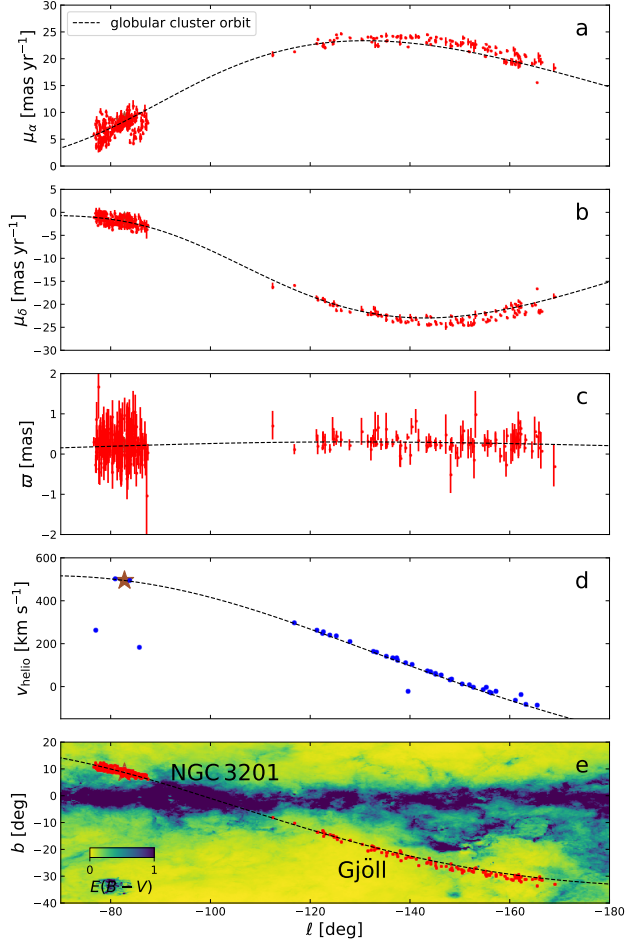 globular cluster orbit
a
μα [mas yr−1]
25
20
15
10
5
0
b
μδ [mas yr−1]
5
0
−5
−10
−15
−20
−25
−30
c
ϖ [mas]
2
1
0
−1
−2
d
vhelio [km s−1]
600
400
200
0
e
NGC 3201
Gjöll
b [deg]
20
10
0
−10
−20
−30
−40
0 1
E(B − V)
−80 −100 −120 −140 −160 −180
ℓ [deg]